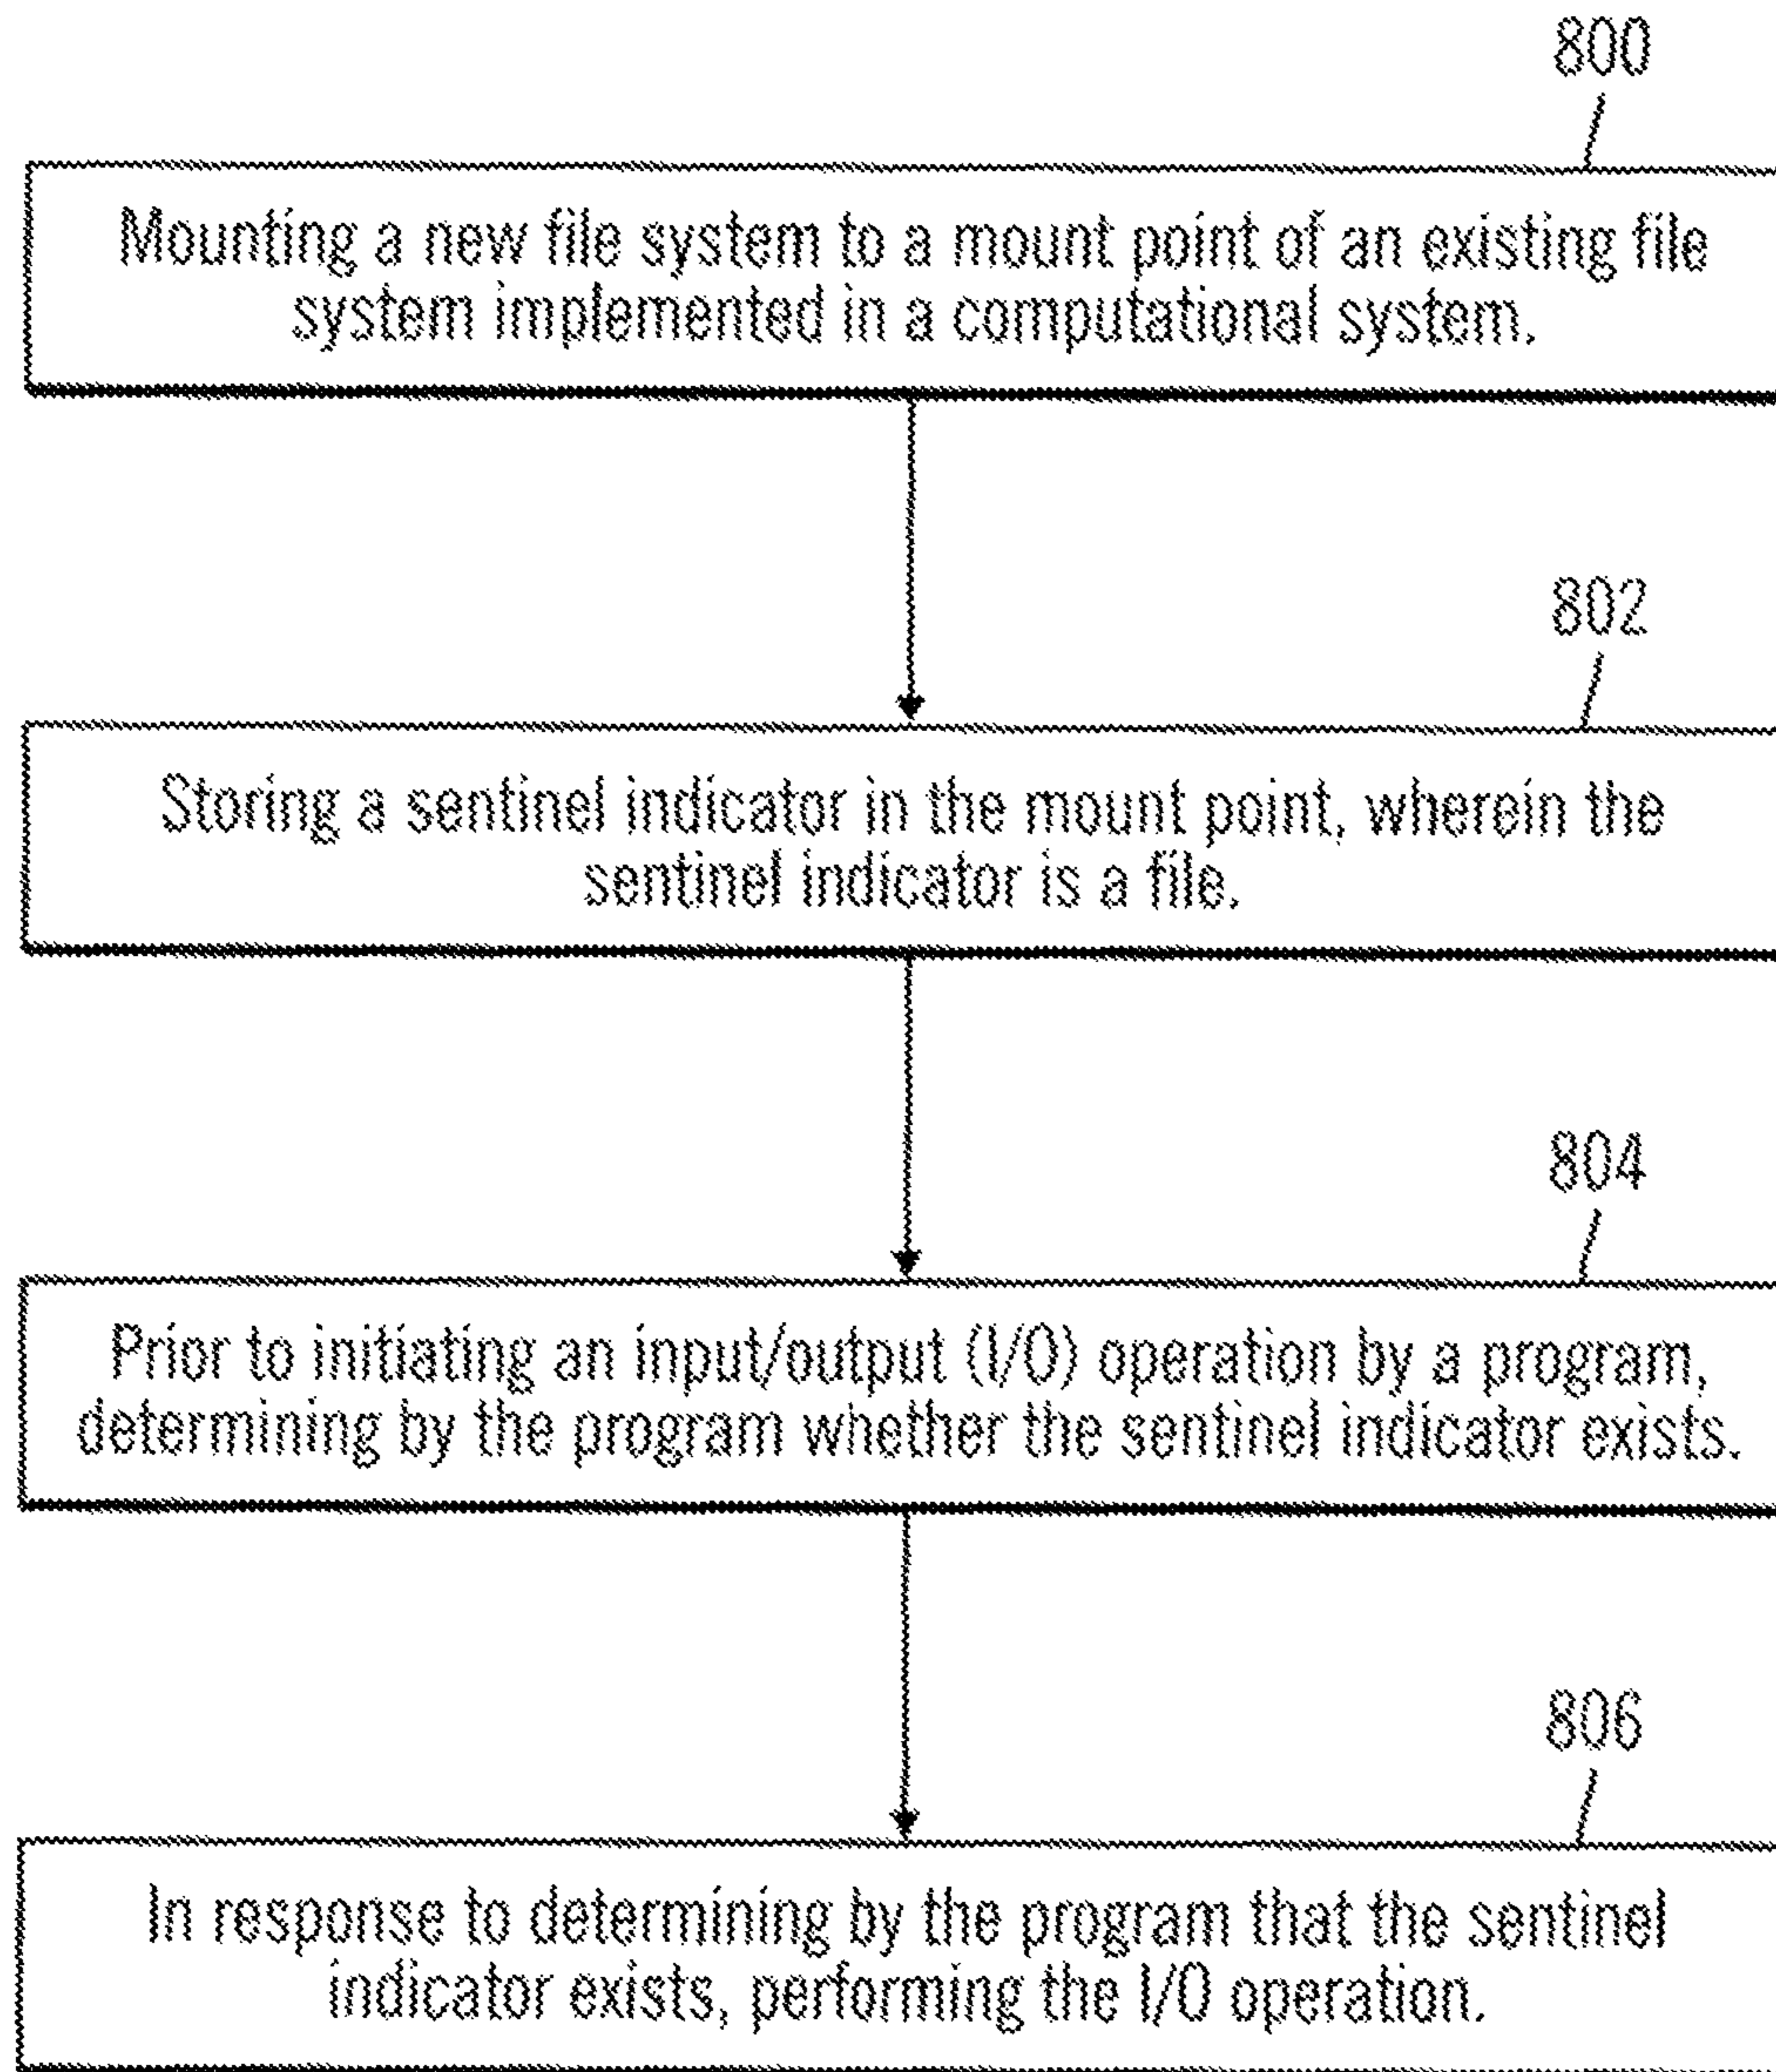 800
Mounting a new file system to a mount point of an existing file
system implemented in a computational system.
802
Storing a sentinel indicator in the mount point, wherein the
sentinel indicator is a file.
804
Prior to initiating an input/output (I/O) operation by a program,
determining by the program whether the sentinel indicator exists.
806
In response to determining by the program that the sentinel
indicator exists, performing the I/O operation.